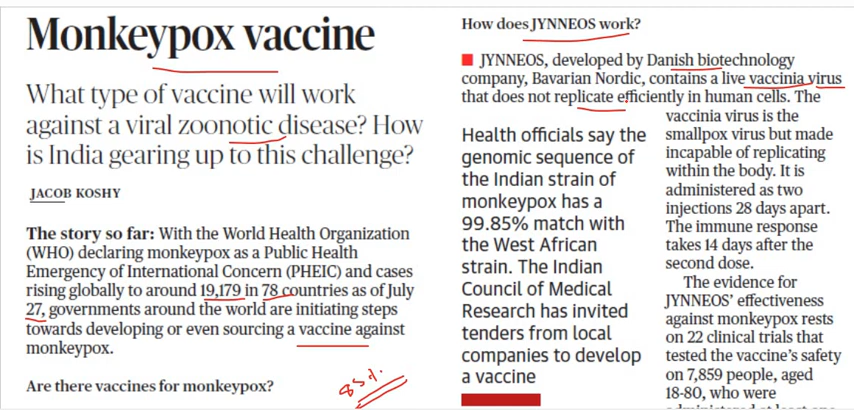 Monkeypox vaccine
What type of vaccine will work
against a viral zoonotic disease? How
is India gearing up to this challenge?
JACOB KOSHY
The story so far: With the World Health Organization
(WHO) declaring monkeypox as a Public Health
Emergency of International Concern (PHEIC) and cases
rising globally to around 19,179 in 78 countries as of July
27, governments around the world are initiating steps
towards developing or even sourcing a vaccine against
monkeypox.
Are there vaccines for monkeypox?
85%
How does JYNNEOS work?
JYNNEOS, developed by Danish biotechnology
company, Bavarian Nordic, contains a live vaccinia virus
that does not replicate efficiently in human cells. The
vaccinia virus is the
smallpox virus but made
incapable of replicating
within the body. It is
administered as two
injections 28 days apart.
The immune response
takes 14 days after the
second dose.
The evidence for
JYNNEOS’ effectiveness
against monkeypox rests
on 22 clinical trials that
tested the vaccine’s safety
on 7,859 people, aged
18-80, who were
administered at least one
Health officials say the
genomic sequence of
the Indian strain of
monkeypox has a
99.85% match with
the West African
strain. The Indian
Council of Medical
Research has invited
tenders from local
companies to develop
a vaccine